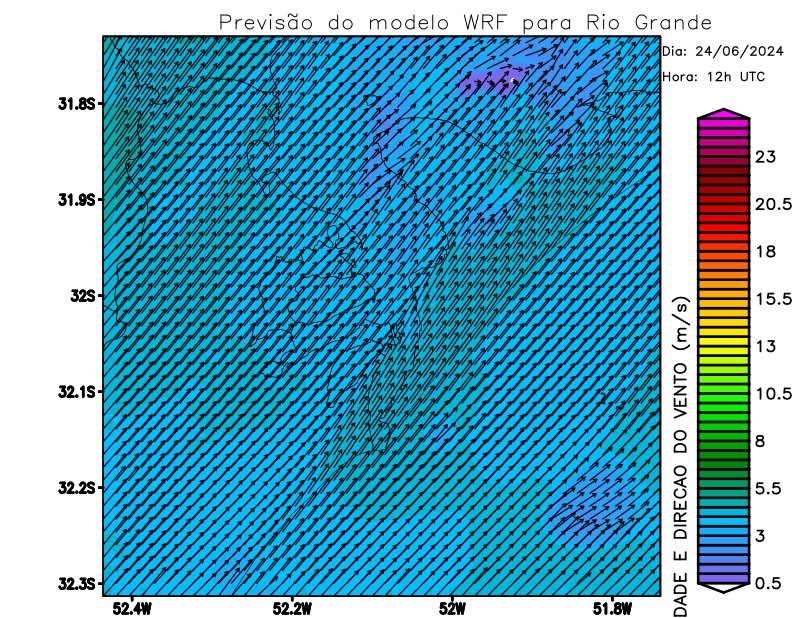 Previsão do modelo WRF para Rio Grande
Dia: 24/06/2024
Hora: 12h UTC
31.8S
31.9S
32S
32.1S
32.2S
32.3S
52.4W
52.2W
52W
51.8W
23
20.5
18
15.5
13
10.5
8
5.5
3
0.5
DADE E DIRECAO DO VENTO (m/s)